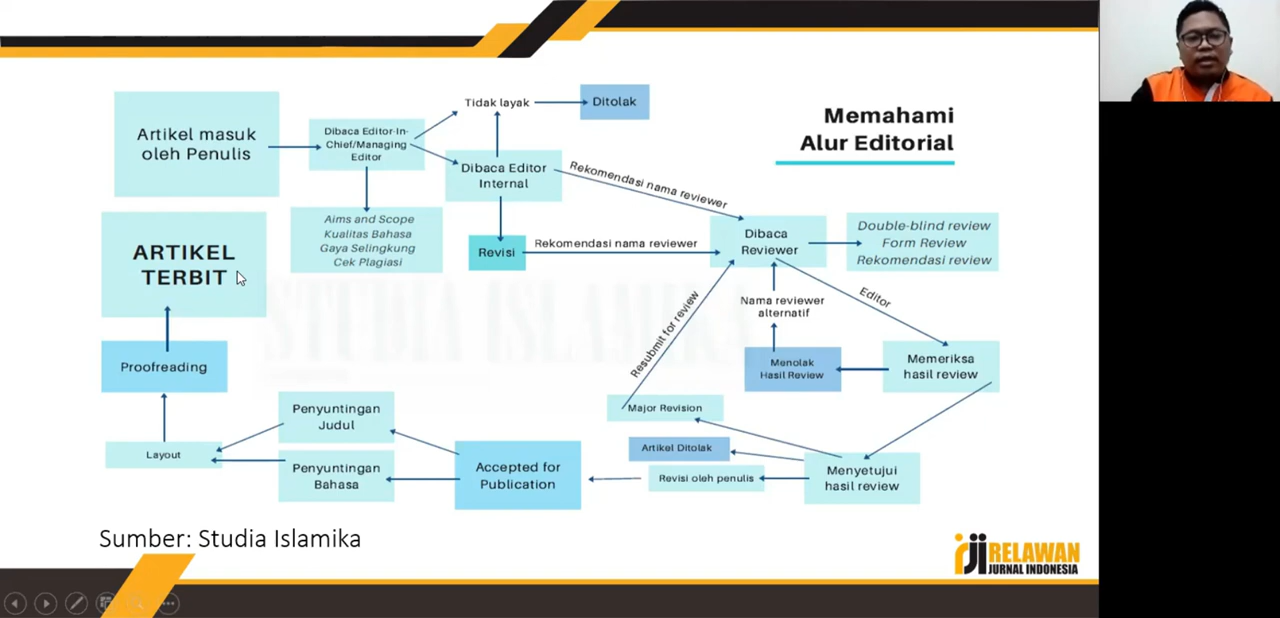 Memahami
Alur Editorial
Artikel masuk
oleh Penulis
Dibaca Editor-In-
Chief/Managing
Editor
Tidak layak
Ditolak
Dibaca Editor
Internal
Rekomendasi nama reviewer
Aims and Scope
Kualitas Bahasa
Gaya Selingkung
Cek Plagiasi
Revisi
Rekomendasi nama reviewer
Dibaca
Reviewer
Double-blind review
Form Review
Rekomendasi review
ARTIKEL
TERBIT
STUDIA ISLAMIKA
Resubmit for review
Nama reviewer
alternatif
Editor
Proofreading
Menolak
Hasil Review
Memeriksa
hasil review
Penyuntingan
Judul
Major Revision
Layout
Penyuntingan
Bahasa
Accepted for
Publication
Artikel Ditolak
Revisi oleh penulis
Menyetujui
hasil review
Sumber: Studia Islamika
rji RELAWAN
JURNAL INDONESIA